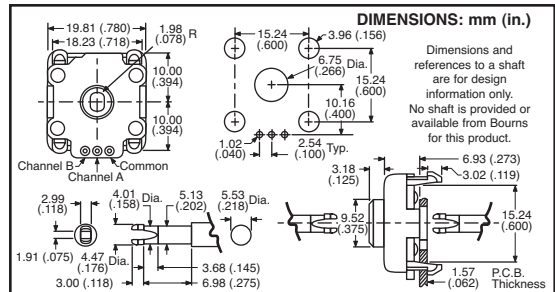 DIMENSIONS: mm (in.)
19.81 (.780)
18.23 (.718)
1.98
(.078) R
10.00
(.394)
10.00
(.394)
Channel B
Channel A
Common
15.24
(.600)
3.96 (.156)
6.75
(.266) Dia.
15.24
(.600)
10.16
(.400)
1.02
(.040)
2.54
(.100) Typ.
Dimensions and
references to a shaft
are for design
information only.
No shaft is provided or
available from Bourns
for this product.
2.99
(.118)
1.91 (.075)
4.47
(.176) Dia.
3.00 (.118)
4.01
(.158) Dia.
5.13
(.202)
5.53
(.218) Dia.
3.68 (.145)
6.98 (.275)
3.18
(.125)
6.93 (.273)
3.02 (.119)
9.52
(.375)
15.24
(.600)
1.57
(.062)
P.C.B.
Thickness